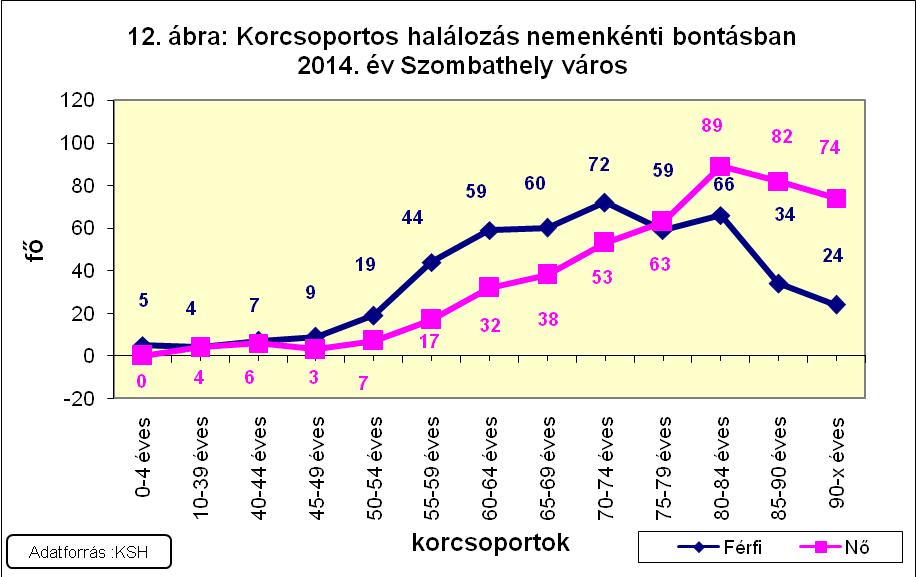 12. ábra: Korcsoportos halálozás nemenkénti bontásban
2014. év Szombathely város
120
100
80
60
40
20
0
-20
fő
5 4 7 9 19 44 59 60 72 59 66 34 24
0 4 6 3 7 17 32 38 53 63 89 82 74
0-4 éves
10-39 éves
40-44 éves
45-49 éves
50-54 éves
55-59 éves
60-64 éves
65-69 éves
70-74 éves
75-79 éves
80-84 éves
85-90 éves
90-x éves
korcsoportok
Adatforrás :KSH
Férfi Nő